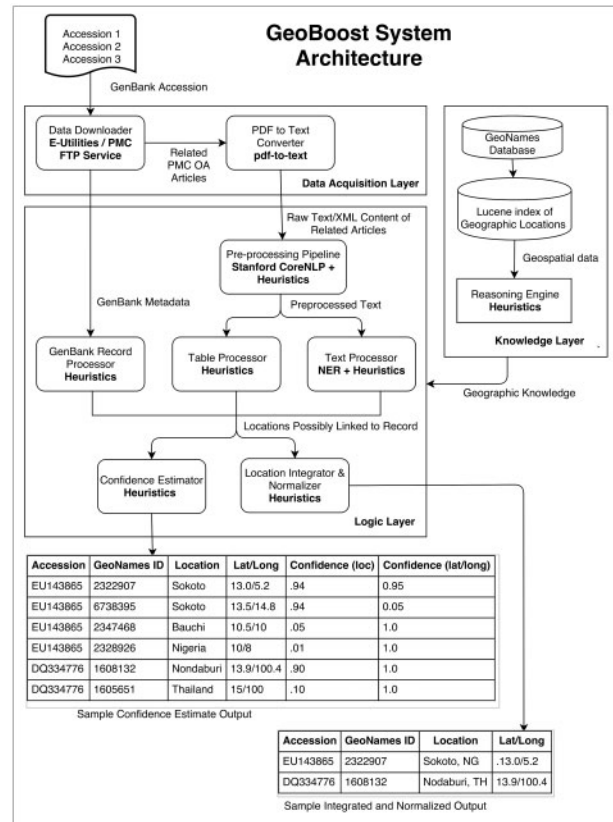 Accession 1
Accession 2
Accession 3
GeoBoost System
Architecture
GenBank Accession
Data Downloader
E-Utilities / PMC
FTP Service
Related
PMC OA
Articles
PDF to Text
Converter
pdf-to-text
Data Acquisition Layer
GeoNames
Database
Lucene index of
Geographic Locations
Geospatial data
Reasoning Engine
Heuristics
Knowledge Layer
Geographic Knowledge
Raw Text/XML Content of
Related Articles
Pre-processing Pipeline
Stanford CoreNLP +
Heuristics
GenBank Metadata
Preprocessed Text
GenBank Record
Processor
Heuristics
Table Processor
Heuristics
Text Processor
NER + Heuristics
Locations Possibly Linked to Record
Confidence Estimator
Heuristics
Location Integrator &
Normalizer
Heuristics
Logic Layer
Accession GeoNames ID Location Lat/Long Confidence (loc) Confidence (lat/long)
EU143865 2322907 Sokoto 13.0/5.2 .94 0.95
EU143865 6738395 Sokoto 13.5/14.8 .94 0.05
EU143865 2347468 Bauchi 10.5/10 .05 1.0
EU143865 2328926 Nigeria 10/8 .01 1.0
DQ334776 1608132 Nondaburi 13.9/100.4 .90 1.0
DQ334776 1605651 Thailand 15/100 .10 1.0
Sample Confidence Estimate Output
Accession GeoNames ID Location Lat/Long
EU143865 2322907 Sokoto, NG .13.0/5.2
DQ334776 1608132 Nodaburi, TH 13.9/100.4
Sample Integrated and Normalized Output